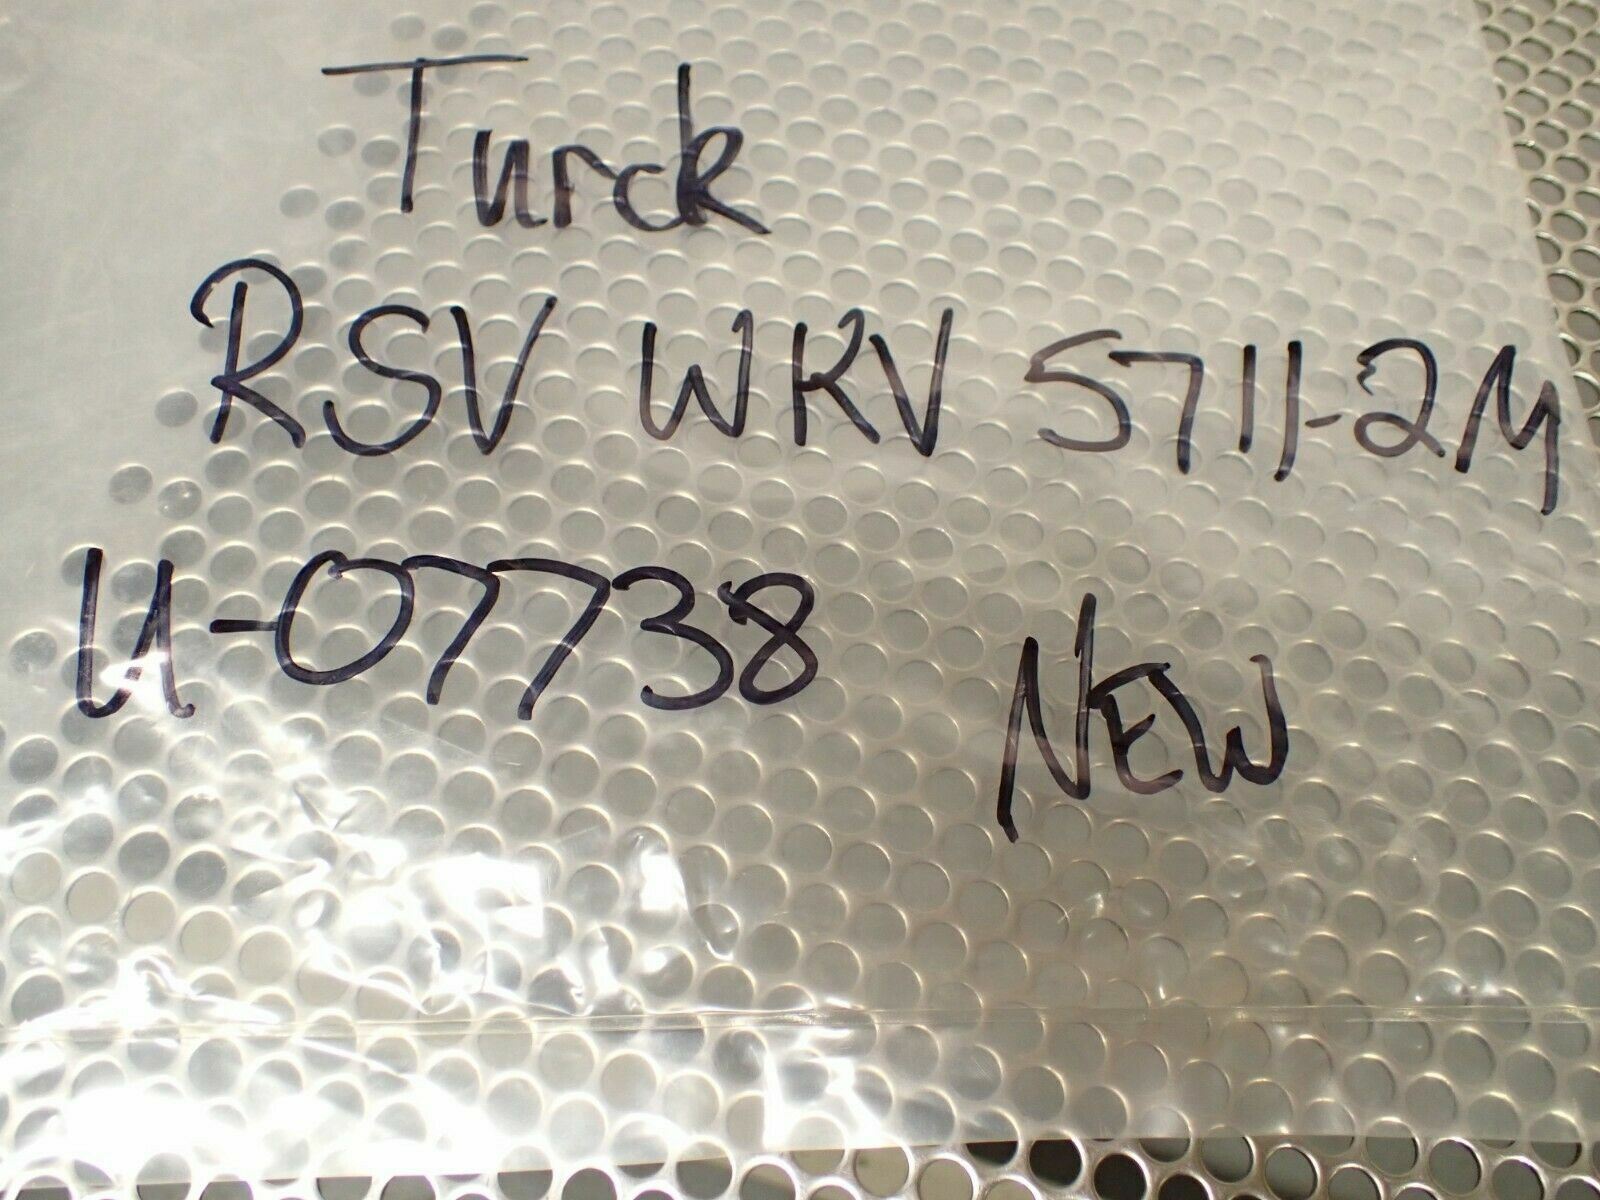 Turck
RSV WKV 5711-2M
U-07738
NEW